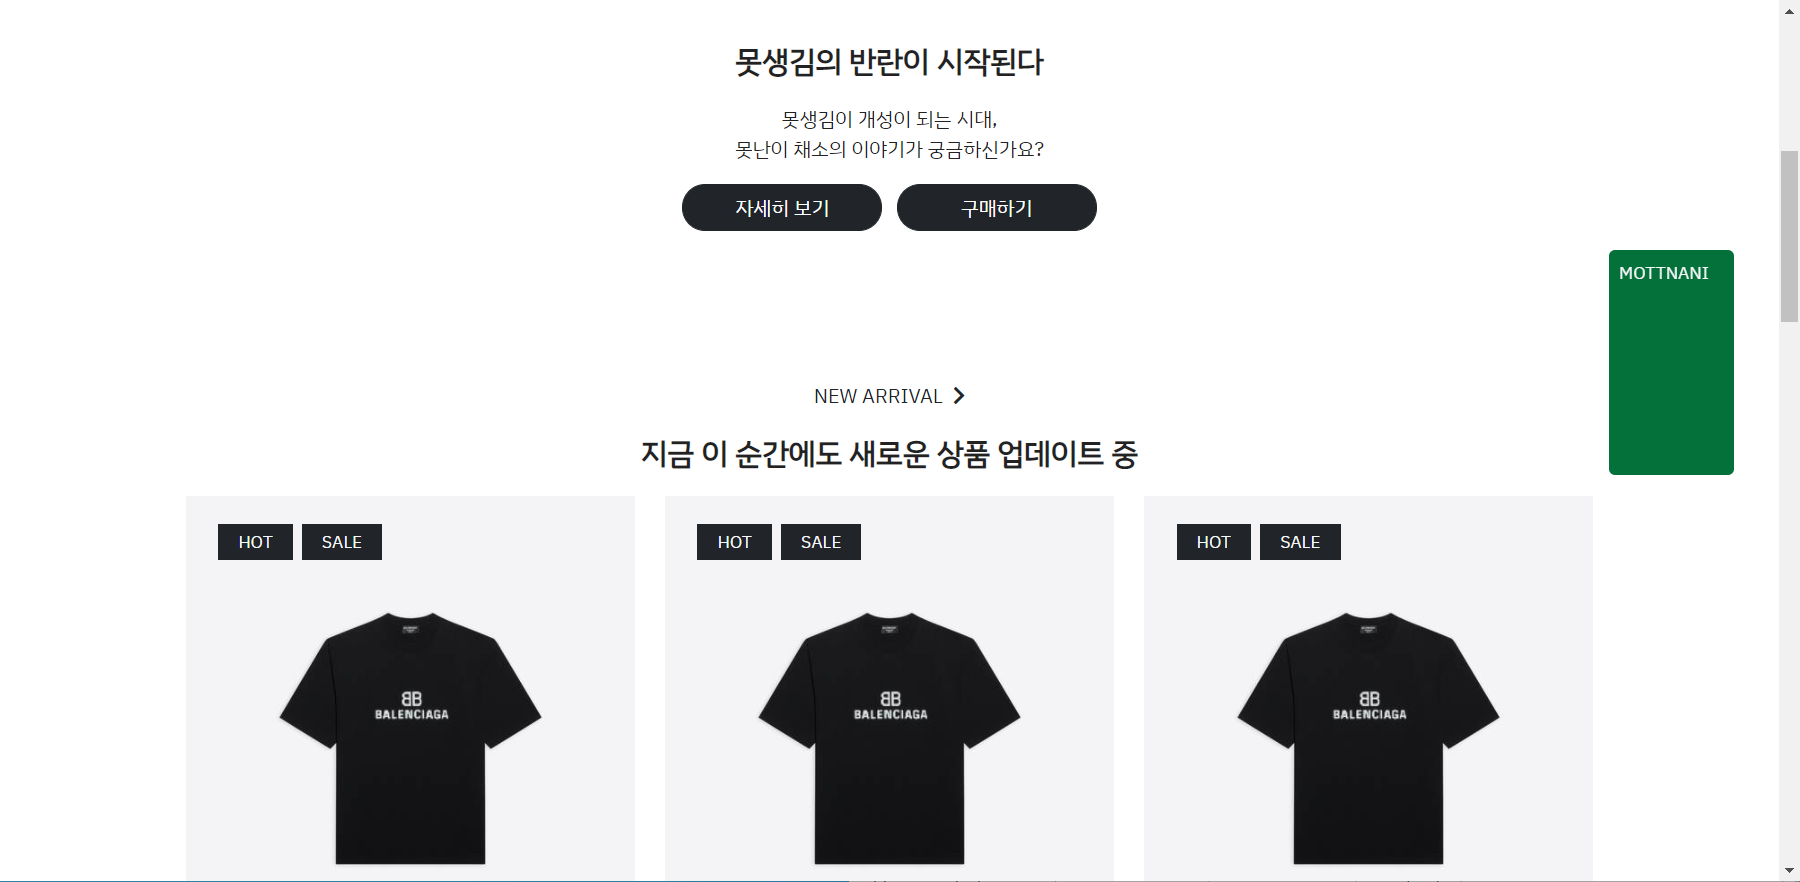 못생김의 반란이 시작된다
못생김이 개성이 되는 시대,
못난이 채소의 이야기가 궁금하신가요?
자세히 보기 구매하기
MOTTNANI
NEW ARRIVAL
지금 이 순간에도 새로운 상품 업데이트 중
HOT SALE HOT SALE HOT SALE
BB BB BB
BALENCIAGA BALENCIAGA BALENCIAGA